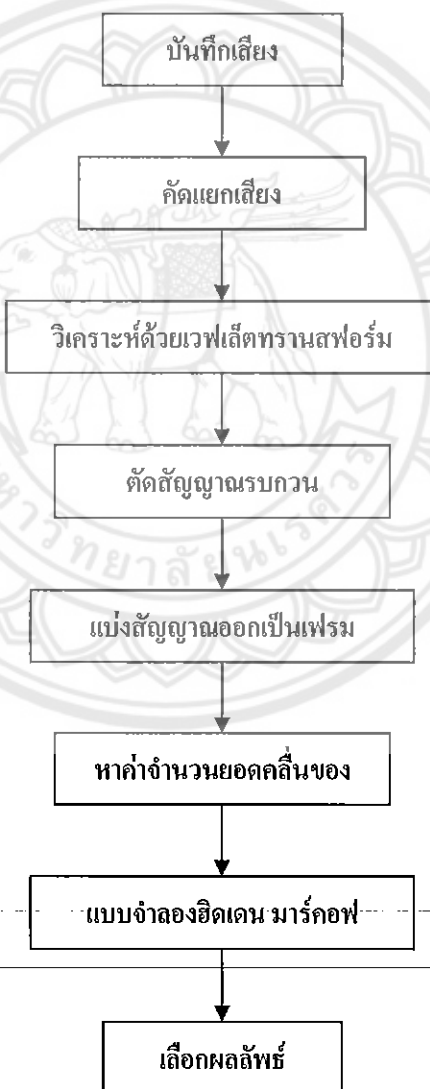 บันทึกเสียง
คัดแยกเสียง
วิเคราะห์ด้วยเวฟเล็ตทรานสฟอร์ม
ตัดสัญญาณรบกวน
แบ่งสัญญาณออกเป็นเฟรม
หาค่าจำนวนยอดคลื่นของ
แบบจำลองฮิดเดน มาร์คอฟ
เลือกผลลัพธ์